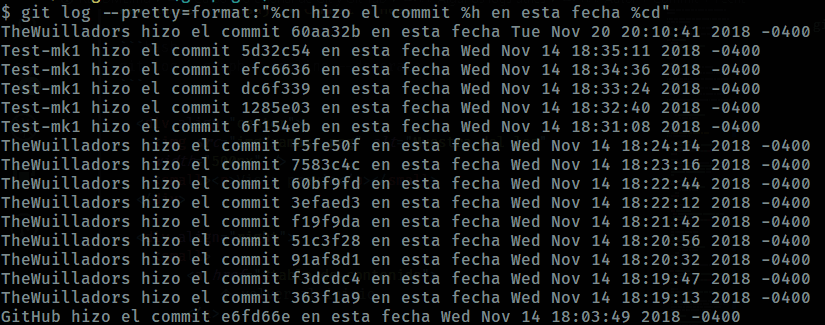 $ git log --pretty=format:"%cn hizo el commit %h en esta fecha %cd"
TheWuilladors hizo el commit 60aa32b en esta fecha Tue Nov 20 20:10:41 2018 -0400
Test-mk1 hizo el commit 5d32c54 en esta fecha Wed Nov 14 18:35:11 2018 -0400
Test-mk1 hizo el commit efc6636 en esta fecha Wed Nov 14 18:34:36 2018 -0400
Test-mk1 hizo el commit dc6f339 en esta fecha Wed Nov 14 18:33:24 2018 -0400
Test-mk1 hizo el commit 1285e03 en esta fecha Wed Nov 14 18:32:40 2018 -0400
Test-mk1 hizo el commit 6f154eb en esta fecha Wed Nov 14 18:31:08 2018 -0400
TheWuilladors hizo el commit f5fe50f en esta fecha Wed Nov 14 18:24:14 2018 -0400
TheWuilladors hizo el commit 7583c4c en esta fecha Wed Nov 14 18:23:16 2018 -0400
TheWuilladors hizo el commit 60bf9fd en esta fecha Wed Nov 14 18:22:44 2018 -0400
TheWuilladors hizo el commit 3efaed3 en esta fecha Wed Nov 14 18:22:12 2018 -0400
TheWuilladors hizo el commit f19f9da en esta fecha Wed Nov 14 18:21:42 2018 -0400
TheWuilladors hizo el commit 51c3f28 en esta fecha Wed Nov 14 18:20:56 2018 -0400
TheWuilladors hizo el commit 91af8d1 en esta fecha Wed Nov 14 18:20:32 2018 -0400
TheWuilladors hizo el commit f3dcdc4 en esta fecha Wed Nov 14 18:19:47 2018 -0400
TheWuilladors hizo el commit 363f1a9 en esta fecha Wed Nov 14 18:19:13 2018 -0400
GitHub hizo el commit e6fd66e en esta fecha Wed Nov 14 18:03:49 2018 -0400